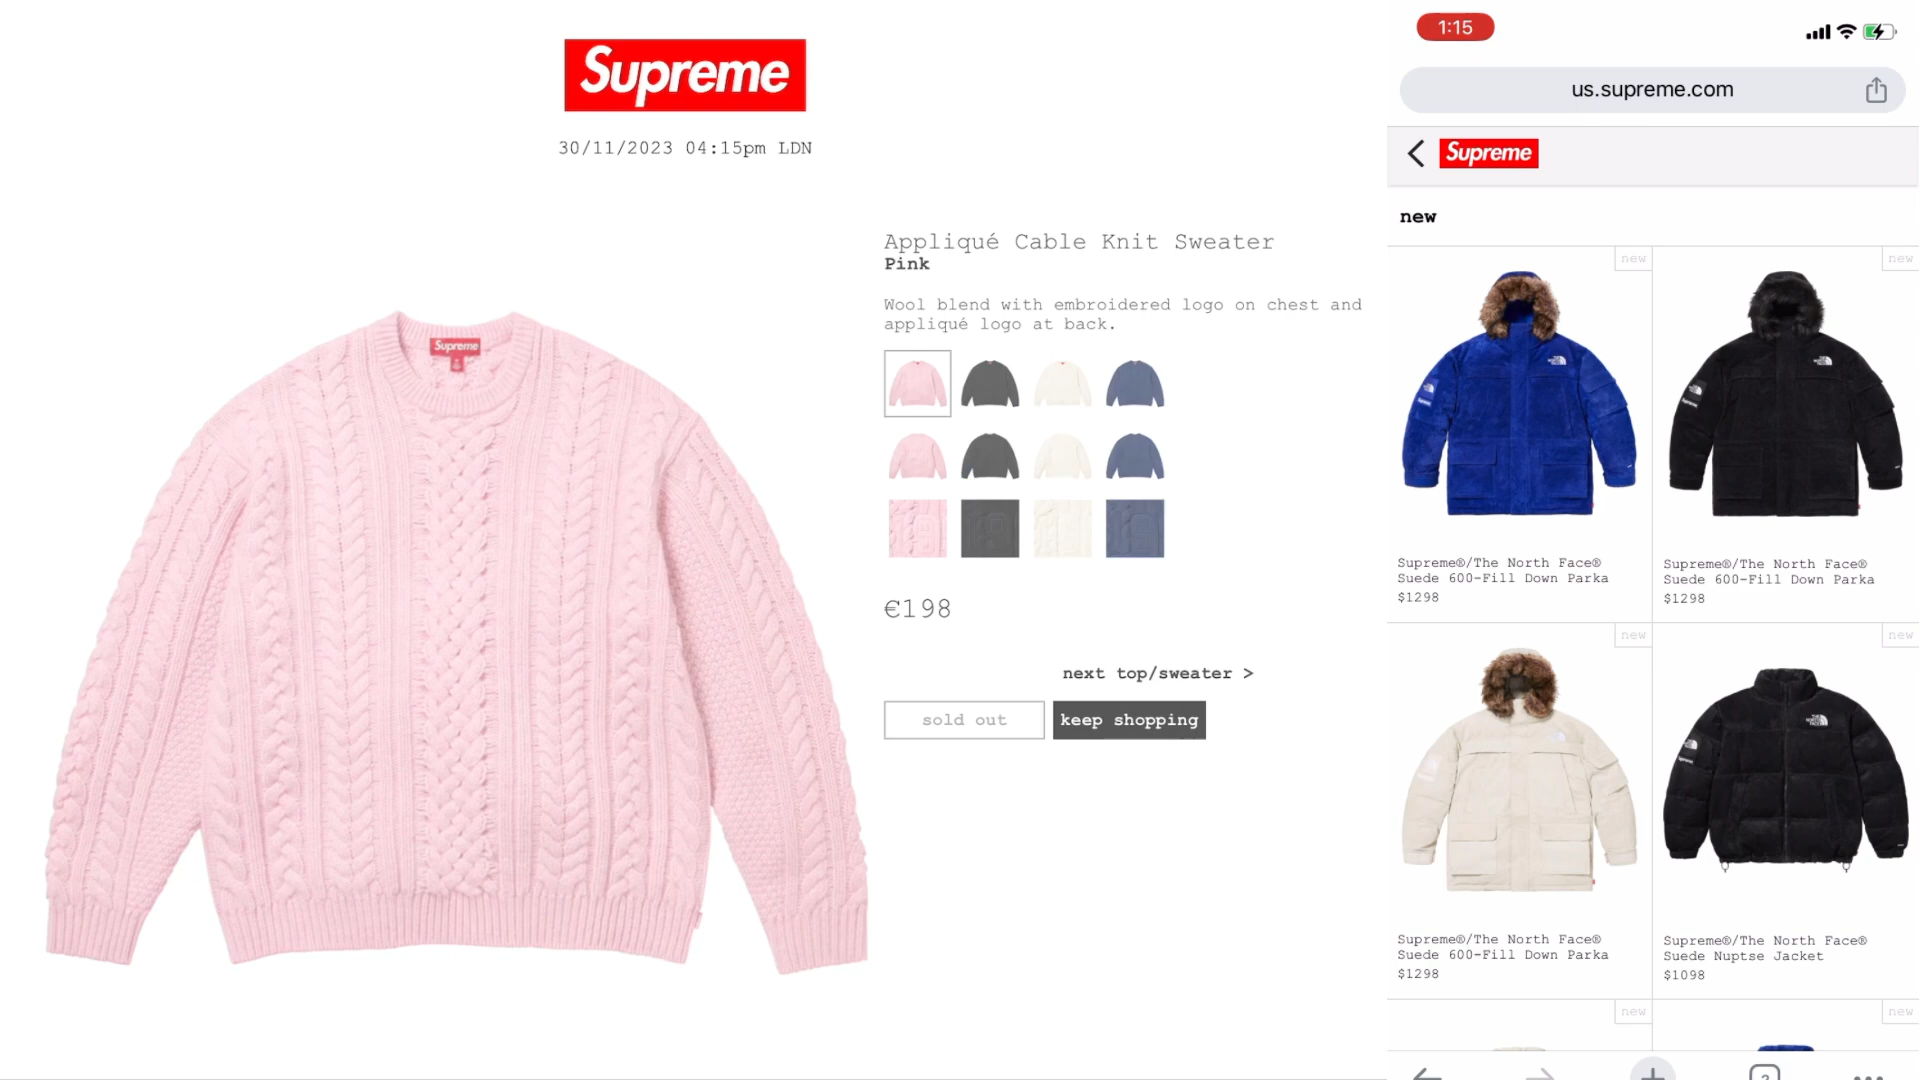 Supreme
30/11/2023 04:15pm LDN
Supreme
Appliqué Cable Knit Sweater
Pink
Wool blend with embroidered logo on chest and
appliqué logo at back.
€198
next top/sweater >
sold out
keep shopping
1:15
us.supreme.com
Supreme
new
new
new
Supreme®/The North Face®
Suede 600-Fill Down Parka
$1298
Supreme®/The North Face®
Suede 600-Fill Down Parka
$1298
new
new
Supreme®/The North Face®
Suede 600-Fill Down Parka
$1298
Supreme®/The North Face®
Suede Nuptse Jacket
$1098
new
new